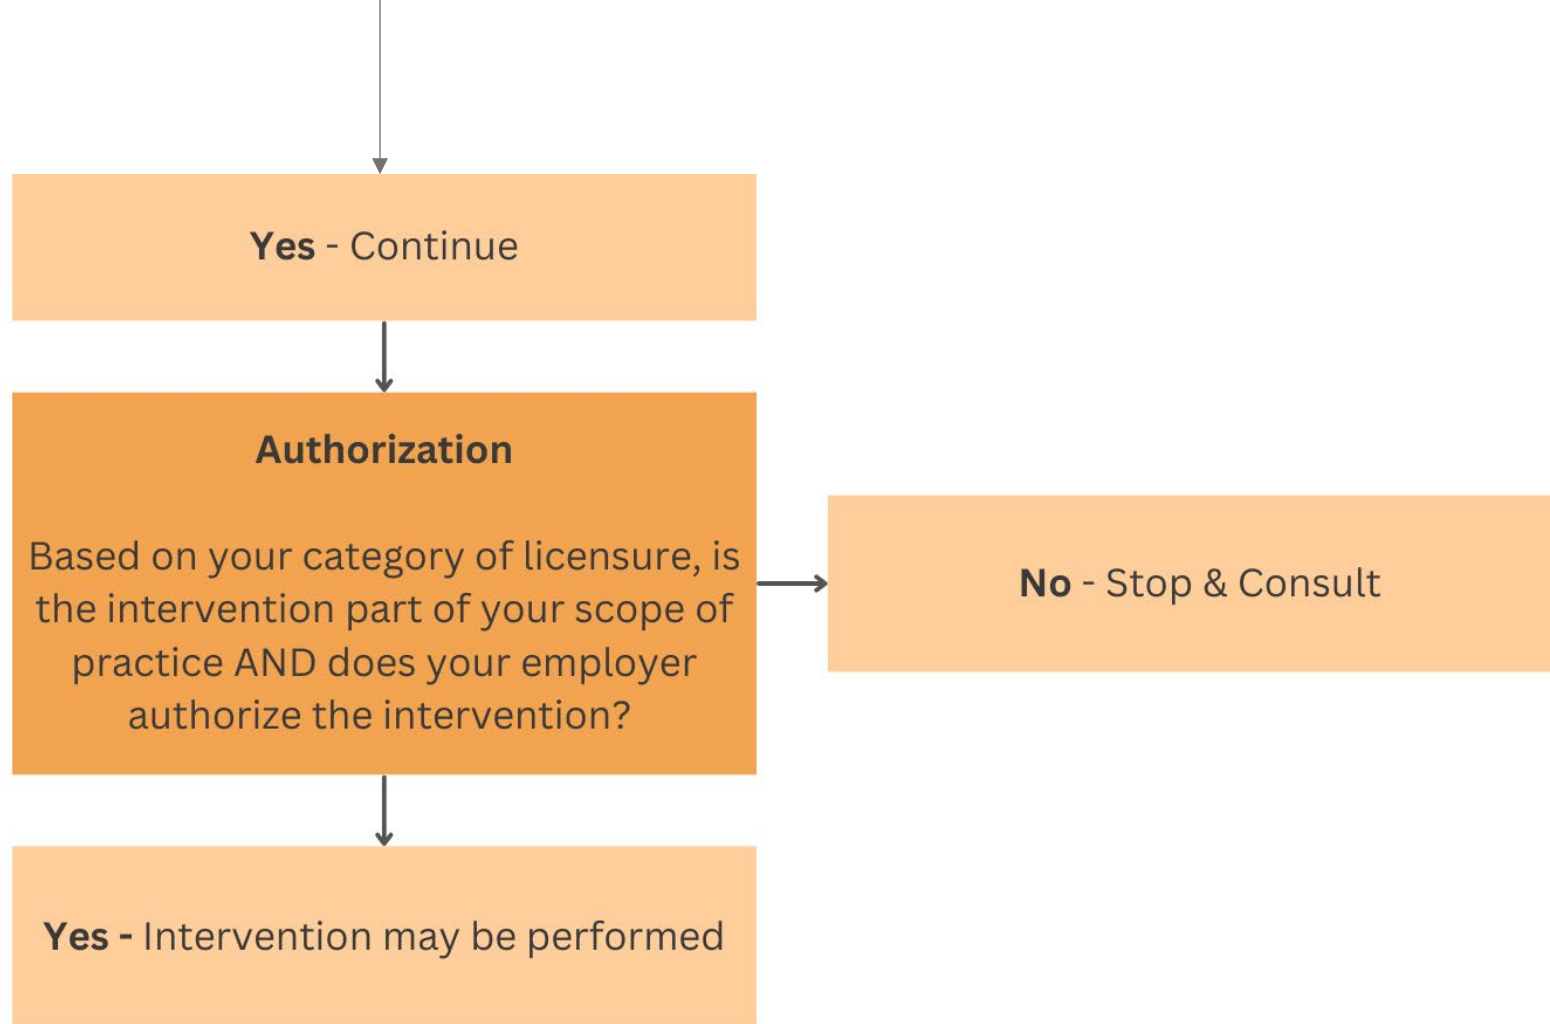 Yes - Continue
Authorization
Based on your category of licensure, is
the intervention part of your scope of
practice AND does your employer
authorize the intervention?
No - Stop & Consult
Yes - Intervention may be performed